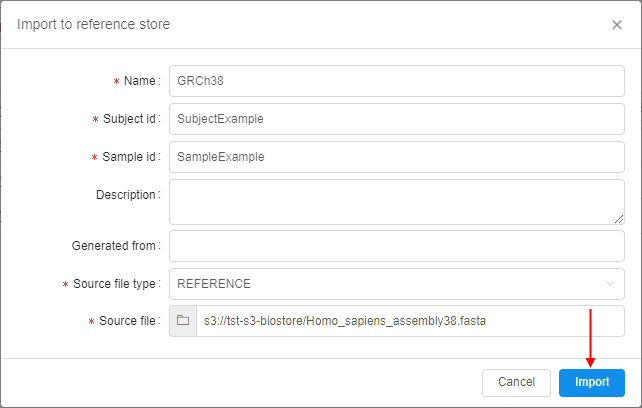 Import to reference store
* Name: GRCh38
* Subject id: SubjectExample
* Sample id: SampleExample
Description:
Generated from:
* Source file type: REFERENCE
* Source file: s3://tst-s3-biostore/Homo_sapiens_assembly38.fasta
Cancel Import